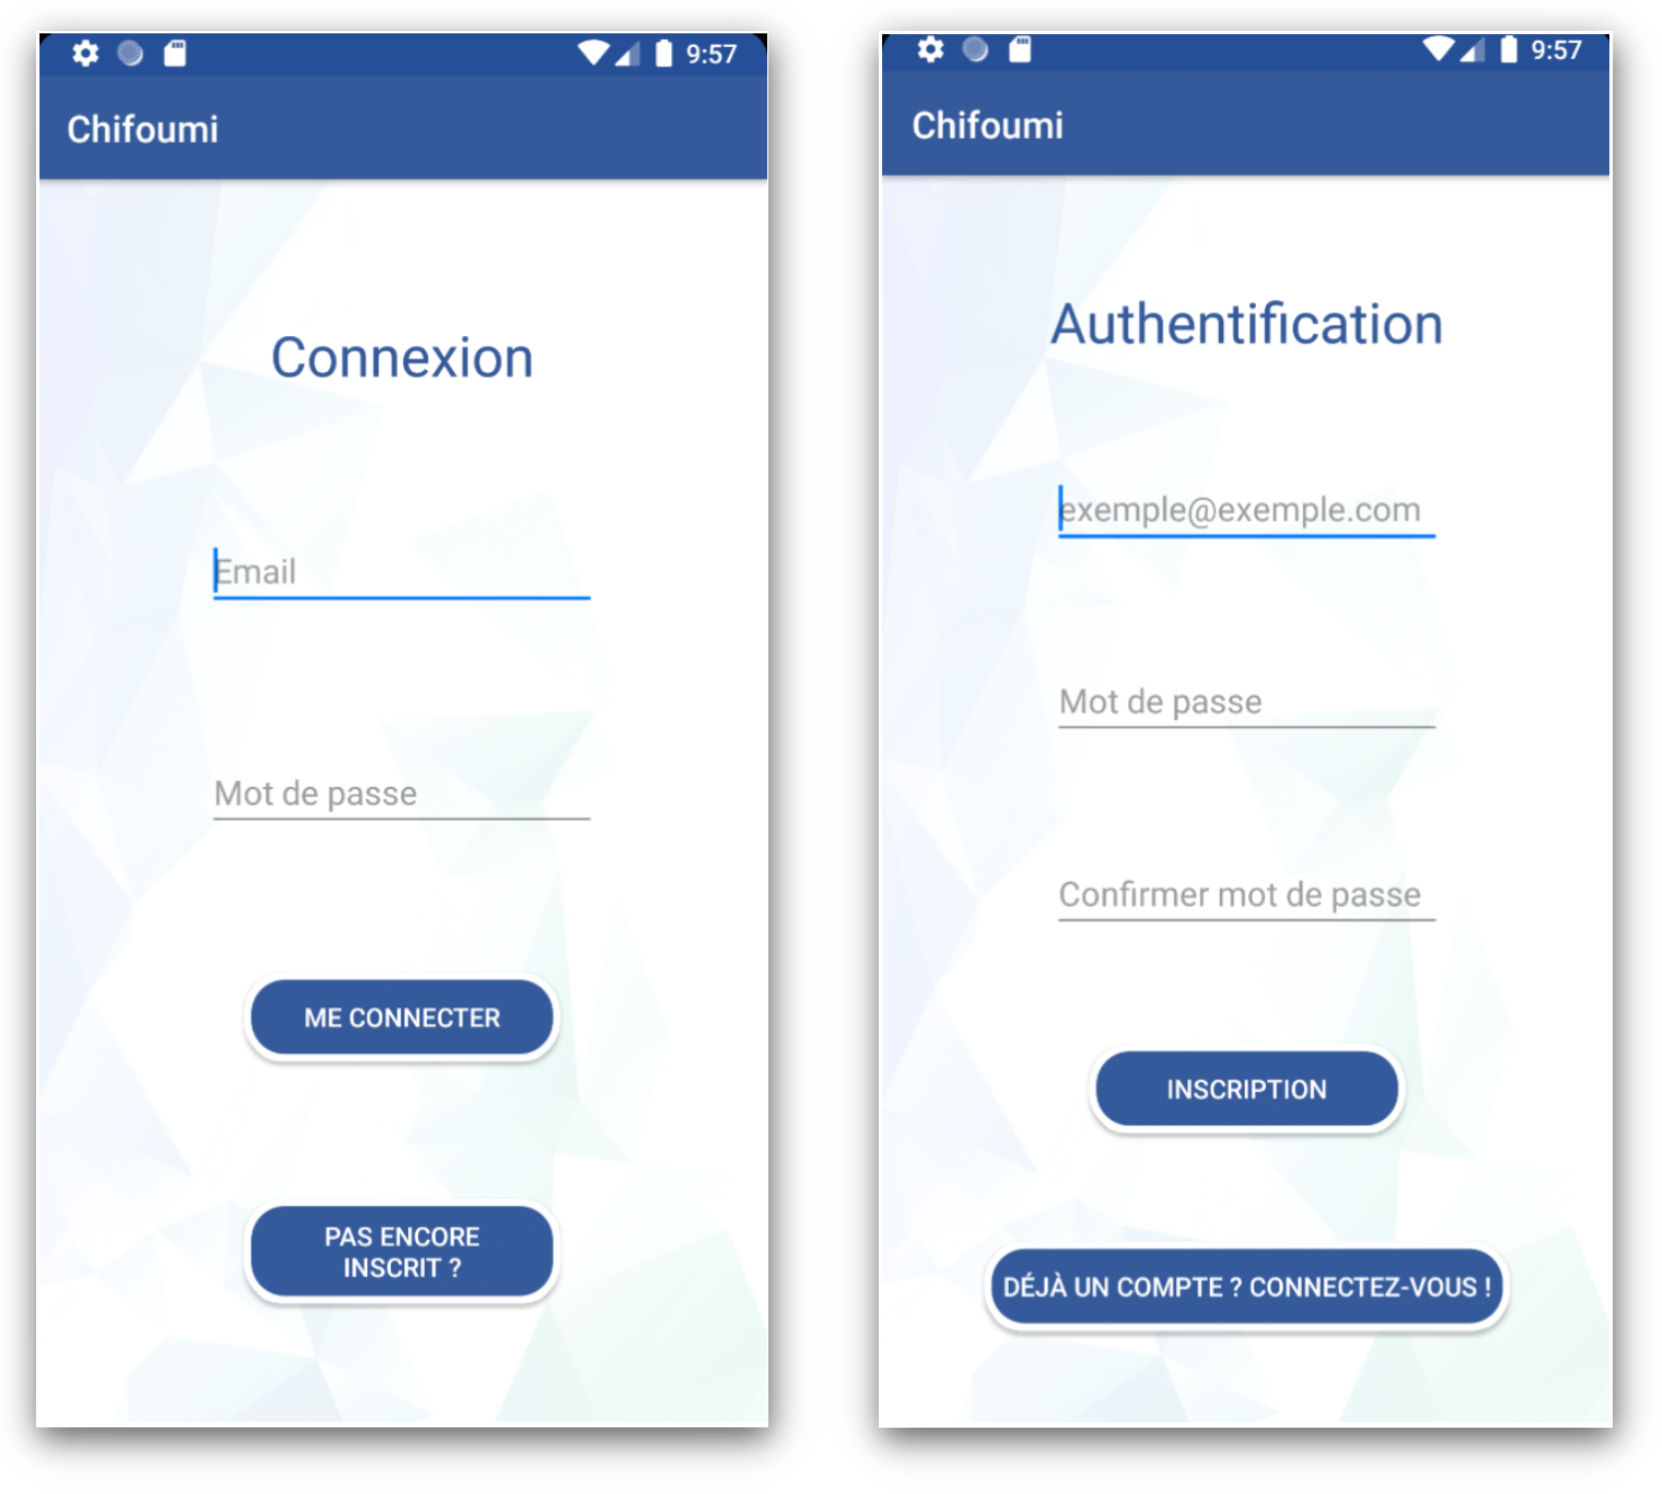 9:57
Chifoumi
Connexion
Email
Mot de passe
ME CONNECTER
PAS ENCORE
INSCRIT ?
9:57
Chifoumi
Authentification
exemple@exemple.com
Mot de passe
Confirmer mot de passe
INSCRIPTION
DÉJÀ UN COMPTE ? CONNECTEZ-VOUS !